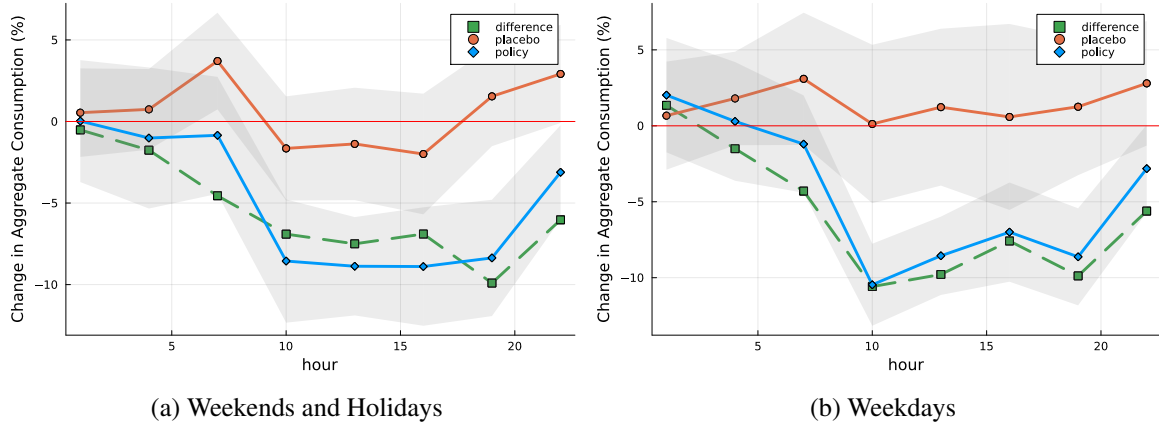 Change in Aggregate Consumption (%)
5
0
−5
−10
5
10
15
20
hour
difference
placebo
policy
(a) Weekends and Holidays
Change in Aggregate Consumption (%)
5
0
−5
−10
5
10
15
20
hour
difference
placebo
policy
(b) Weekdays